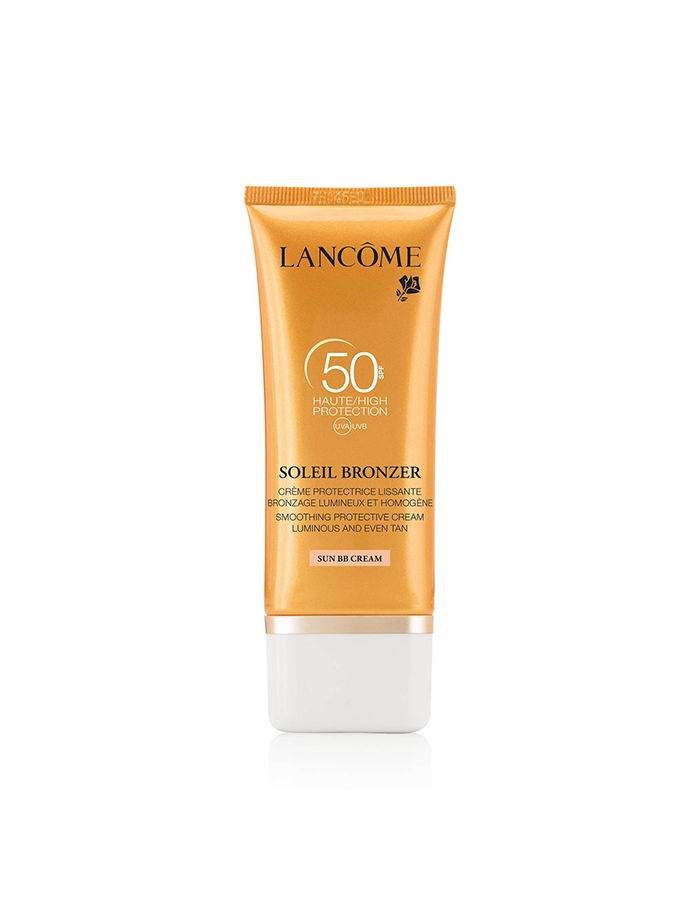 LANCÔME
50
SPF
HAUTE/HIGH
PROTECTION
UVA UVB
SOLEIL BRONZER
CRÈME PROTECTRICE LISSANTE
BRONZAGE LUMINEUX ET HOMOGÈNE
SMOOTHING PROTECTIVE CREAM
LUMINOUS AND EVEN TAN
SUN BB CREAM